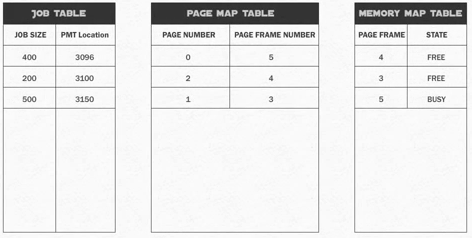 JOB TABLE
JOB SIZE PMT Location
400 3096
200 3100
500 3150
PAGE MAP TABLE
PAGE NUMBER PAGE FRAME NUMBER
0 5
2 4
1 3
MEMORY MAP TABLE
PAGE FRAME STATE
4 FREE
3 FREE
5 BUSY